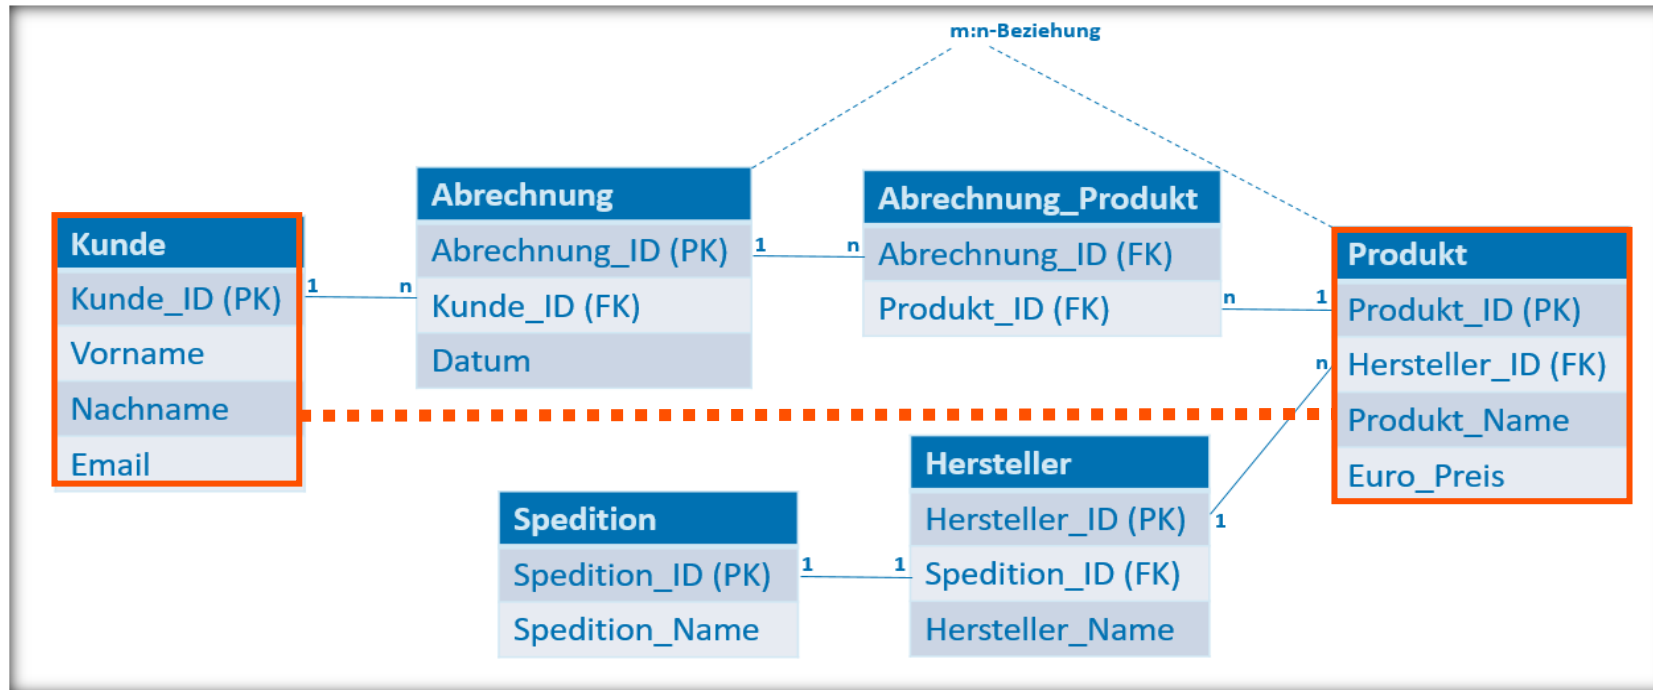 m:n-Beziehung
Kunde
Kunde_ID (PK)
Vorname
Nachname
Email
1
n
Abrechnung
Abrechnung_ID (PK)
Kunde_ID (FK)
Datum
1
n
Abrechnung_Produkt
Abrechnung_ID (FK)
Produkt_ID (FK)
n
1
Produkt
Produkt_ID (PK)
Hersteller_ID (FK)
Produkt_Name
Euro_Preis
n
1
Spedition
Spedition_ID (PK)
Spedition_Name
1
1
Hersteller
Hersteller_ID (PK)
Spedition_ID (FK)
Hersteller_Name